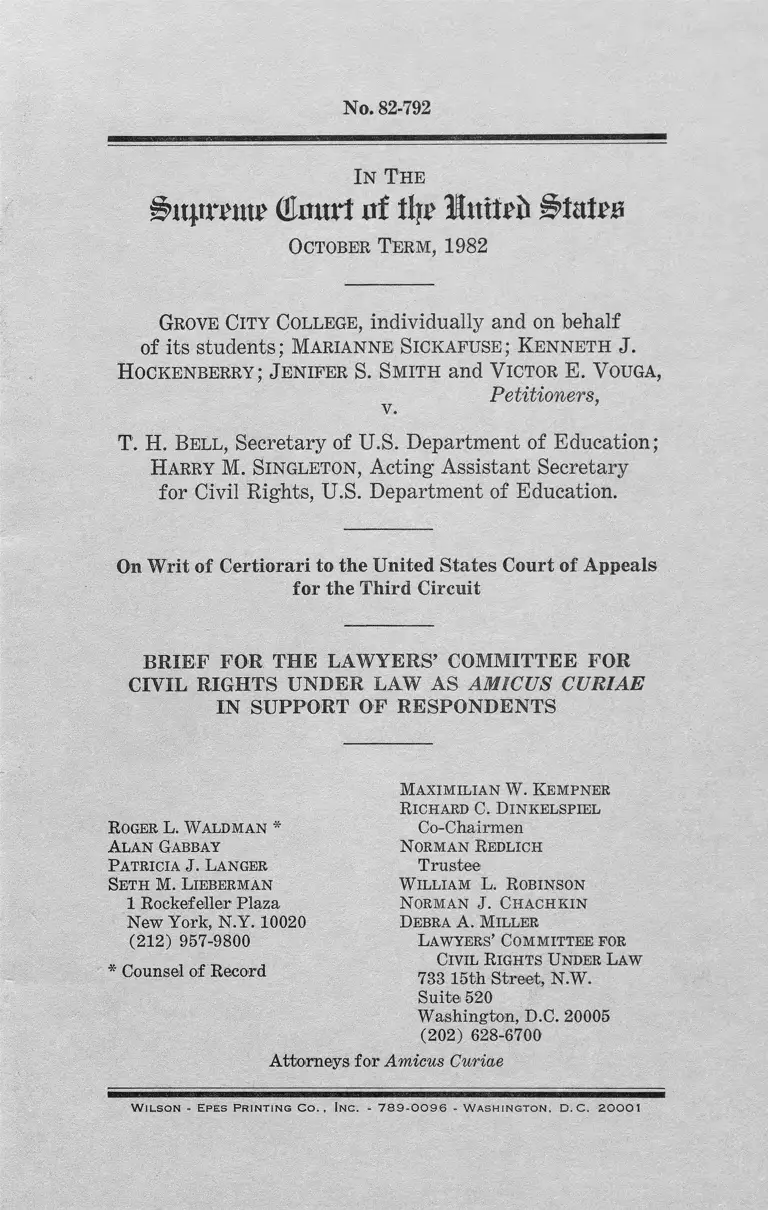 No. 82-792
IN THE
Supreme Court of the United States
OCTOBER TERM, 1982
GROVE CITY COLLEGE, individually and on behalf
of its students; MARIANNE SICKAFUSE; KENNETH J.
HOCKENBERRY; JENIFER S. SMITH and VICTOR E. VOUGA,
Petitioners,
v.
T. H. BELL, Secretary of U.S. Department of Education;
HARRY M. SINGLETON, Acting Assistant Secretary
for Civil Rights, U.S. Department of Education.
On Writ of Certiorari to the United States Court of Appeals
for the Third Circuit
BRIEF FOR THE LAWYERS' COMMITTEE FOR
CIVIL RIGHTS UNDER LAW AS AMICUS CURIAE
IN SUPPORT OF RESPONDENTS
ROGER L. WALDMAN *
ALAN GABBAY
PATRICIA J. LANGER
SETH M. LIEBERMAN
1 Rockefeller Plaza
New York, N.Y. 10020
(212) 957-9800
* Counsel of Record
MAXIMILIAN W. KEMPNER
RICHARD C. DINKELSPIEL
Co-Chairmen
NORMAN REDLICH
Trustee
WILLIAM L. ROBINSON
NORMAN J. CHACHKIN
DEBRA A. MILLER
LAWYERS' COMMITTEE FOR
CIVIL RIGHTS UNDER LAW
733 15th Street, N.W.
Suite 520
Washington, D.C. 20005
(202) 628-6700
Attorneys for Amicus Curiae
WILSON - EPES PRINTING CO., INC. - 789-0096 - WASHINGTON, D.C. 20001